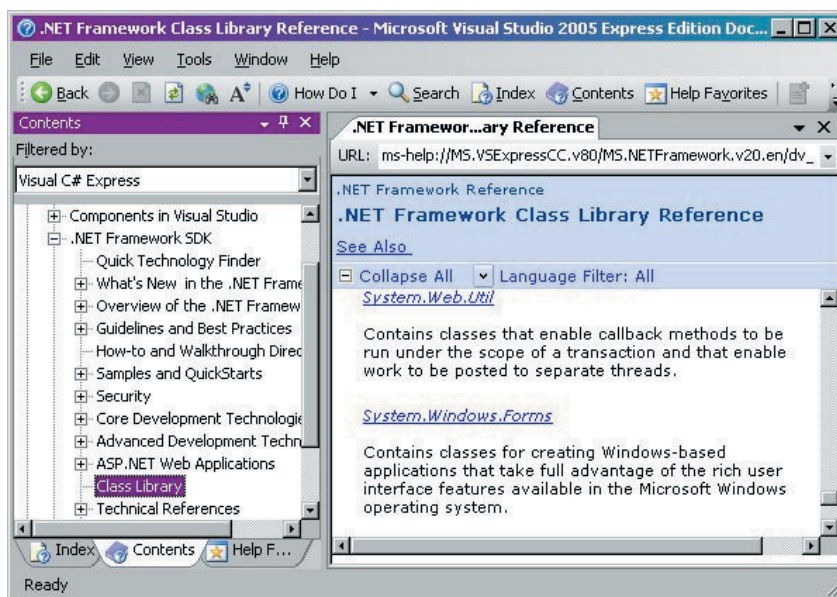 .NET Framework Class Library Reference - Microsoft Visual Studio 2005 Express Edition Doc...
File Edit View Tools Window Help
Back How Do I Search Index Contents Help Favorites
Contents
Filtered by:
Visual C# Express
Components in Visual Studio
.NET Framework SDK
Quick Technology Finder
What's New in the .NET Frame
Overview of the .NET Framew
Guidelines and Best Practices
How-to and Walkthrough Direc
Samples and QuickStarts
Security
Core Development Technologie
Advanced Development Techn
ASP.NET Web Applications
Class Library
Technical References
Index Contents Help F...
.NET Framewor...ary Reference
URL: ms-help://MS.VSExpressCC.v80/MS.NETFramework.v20.en/dv_
.NET Framework Reference
.NET Framework Class Library Reference
See Also
Collapse All Language Filter: All
System.Web.Util
Contains classes that enable callback methods to be
run under the scope of a transaction and that enable
work to be posted to separate threads.
System.Windows.Forms
Contains classes for creating Windows-based
applications that take full advantage of the rich user
interface features available in the Microsoft Windows
operating system.
Ready